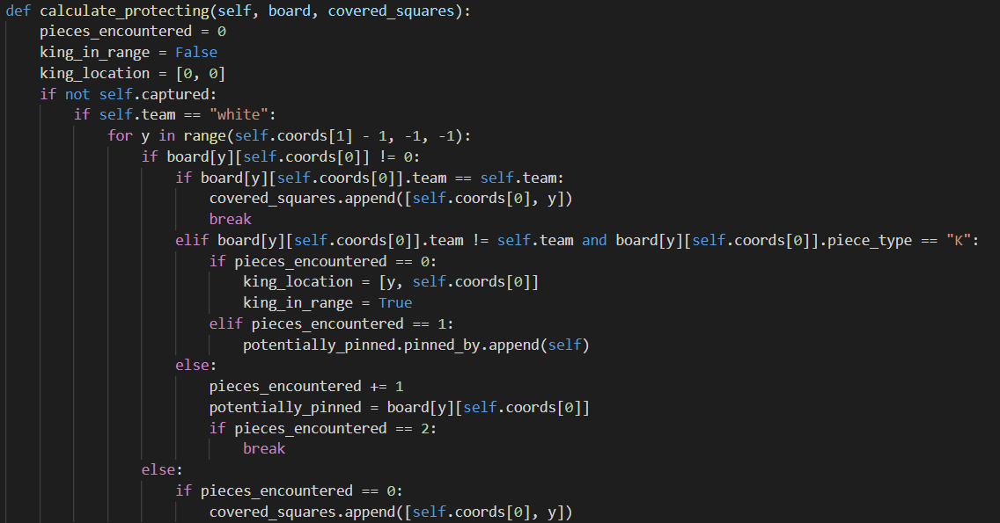 def calculate_protecting(self, board, covered_squares):
    pieces_encountered = 0
    king_in_range = False
    king_location = [0, 0]
    if not self.captured:
        if self.team == "white":
            for y in range(self.coords[1] - 1, -1, -1):
                if board[y][self.coords[0]] != 0:
                    if board[y][self.coords[0]].team == self.team:
                        covered_squares.append([self.coords[0], y])
                        break
                    elif board[y][self.coords[0]].team != self.team and board[y][self.coords[0]].piece_type == "K":
                        if pieces_encountered == 0:
                            king_location = [y, self.coords[0]]
                            king_in_range = True
                        elif pieces_encountered == 1:
                            potentially_pinned.pinned_by.append(self)
                    else:
                        pieces_encountered += 1
                        potentially_pinned = board[y][self.coords[0]]
                        if pieces_encountered == 2:
                            break
                else:
                    if pieces_encountered == 0:
                        covered_squares.append([self.coords[0], y])